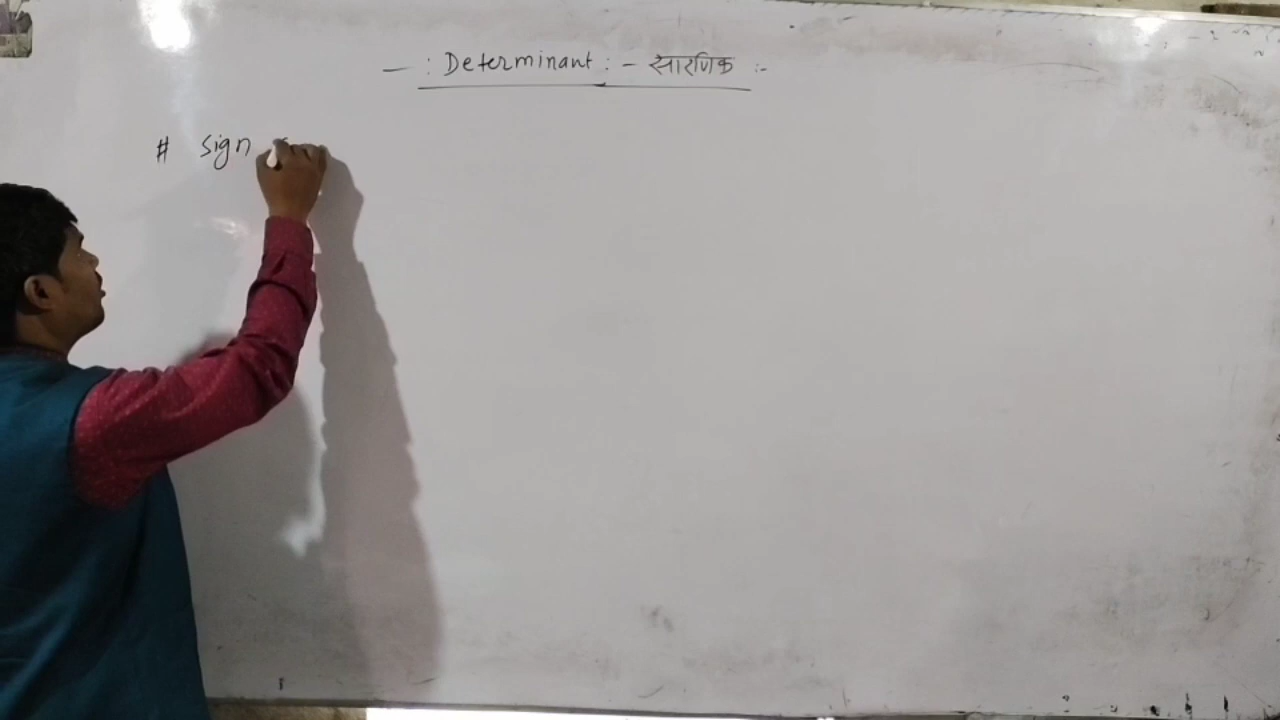 — : Determinant : - सारणिक :-
# sign